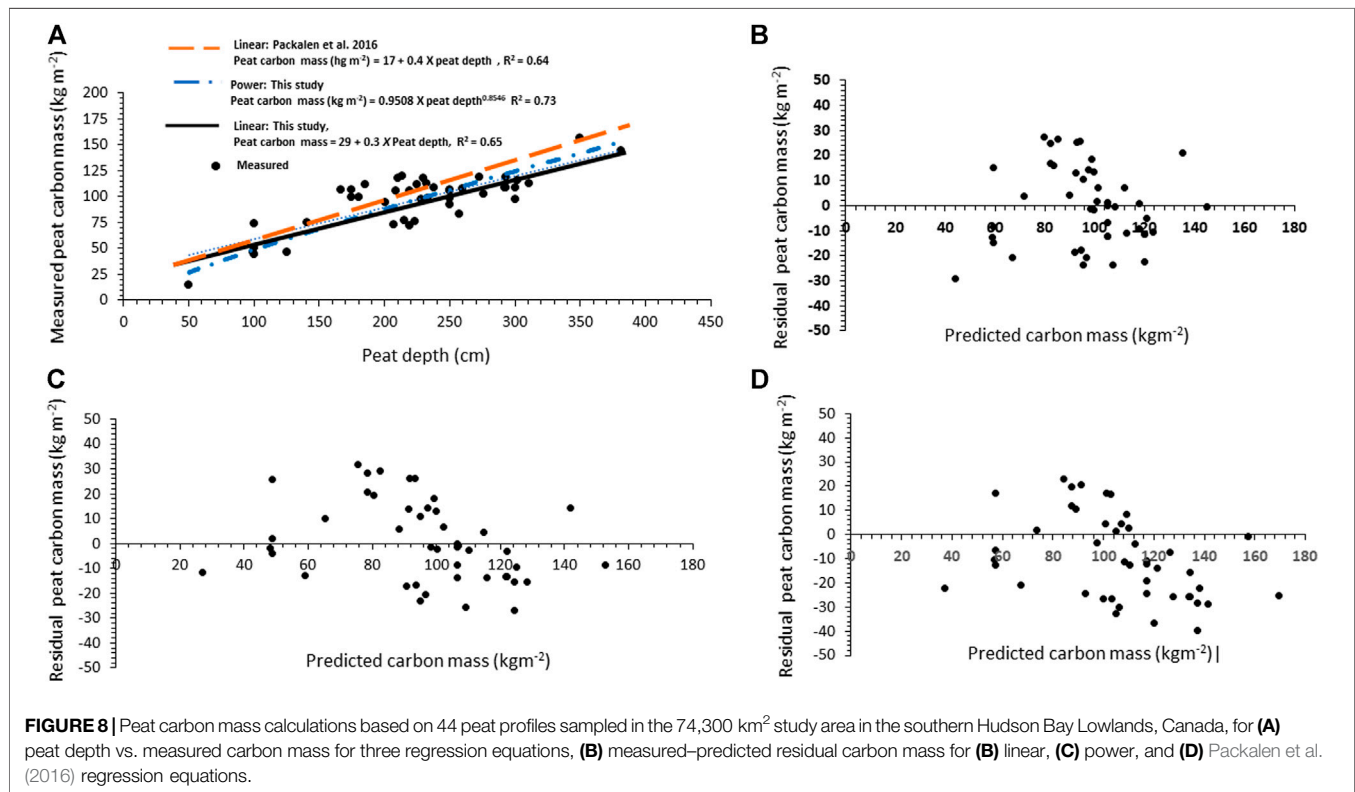 A
Linear: Packalen et al. 2016
Peat carbon mass (hg m-2) = 17 + 0.4 X peat depth , R2 = 0.64
Power: This study
Peat carbon mass (kg m-2) = 0.9508 X peat depth0.8546 R2 = 0.73
Linear: This study,
Peat carbon mass = 29 + 0.3 X Peat depth, R2 = 0.65
Measured
Measured peat carbon mass (kg m-2)
200
175
150
125
100
75
50
25
0
0 50 100 150 200 250 300 350 400 450
Peat depth (cm)
B
Residual peat carbon mass (kg m-2)
50
40
30
20
10
0
-10
-20
-30
-40
-50
0 20 40 60 80 100 120 140 160 180
Predicted carbon mass (kgm-2)
C
Residual peat carbon mass (kg m-2)
50
40
30
20
10
0
-10
-20
-30
-40
-50
0 20 40 60 80 100 120 140 160 180
Predicted carbon mass (kgm-2)
D
Residual peat carbon mass (kg m-2)
50
40
30
20
10
0
-10
-20
-30
-40
-50
0 20 40 60 80 100 120 140 160 180
Predicted carbon mass (kgm-2) |
FIGURE 8 | Peat carbon mass calculations based on 44 peat profiles sampled in the 74,300 km2 study area in the southern Hudson Bay Lowlands, Canada, for (A)
peat depth vs. measured carbon mass for three regression equations, (B) measured–predicted residual carbon mass for (B) linear, (C) power, and (D) Packalen et al.
(2016) regression equations.